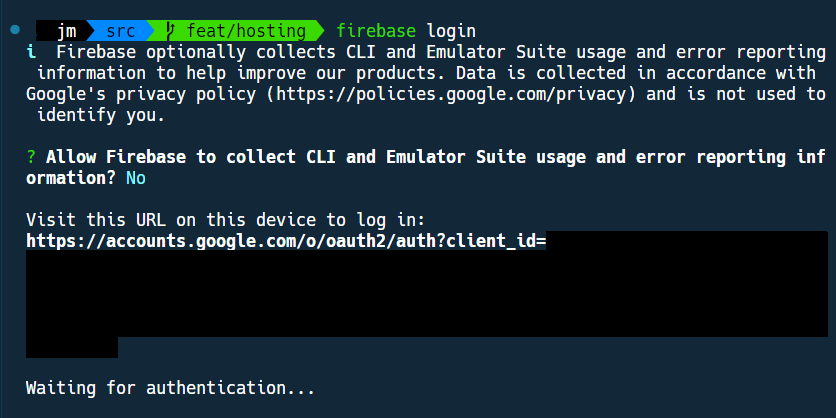 jm src feat/hosting firebase login
i Firebase optionally collects CLI and Emulator Suite usage and error reporting
information to help improve our products. Data is collected in accordance with
Google's privacy policy (https://policies.google.com/privacy) and is not used to
identify you.
? Allow Firebase to collect CLI and Emulator Suite usage and error reporting inf
ormation? No
Visit this URL on this device to log in:
https://accounts.google.com/o/oauth2/auth?client_id=
Waiting for authentication...